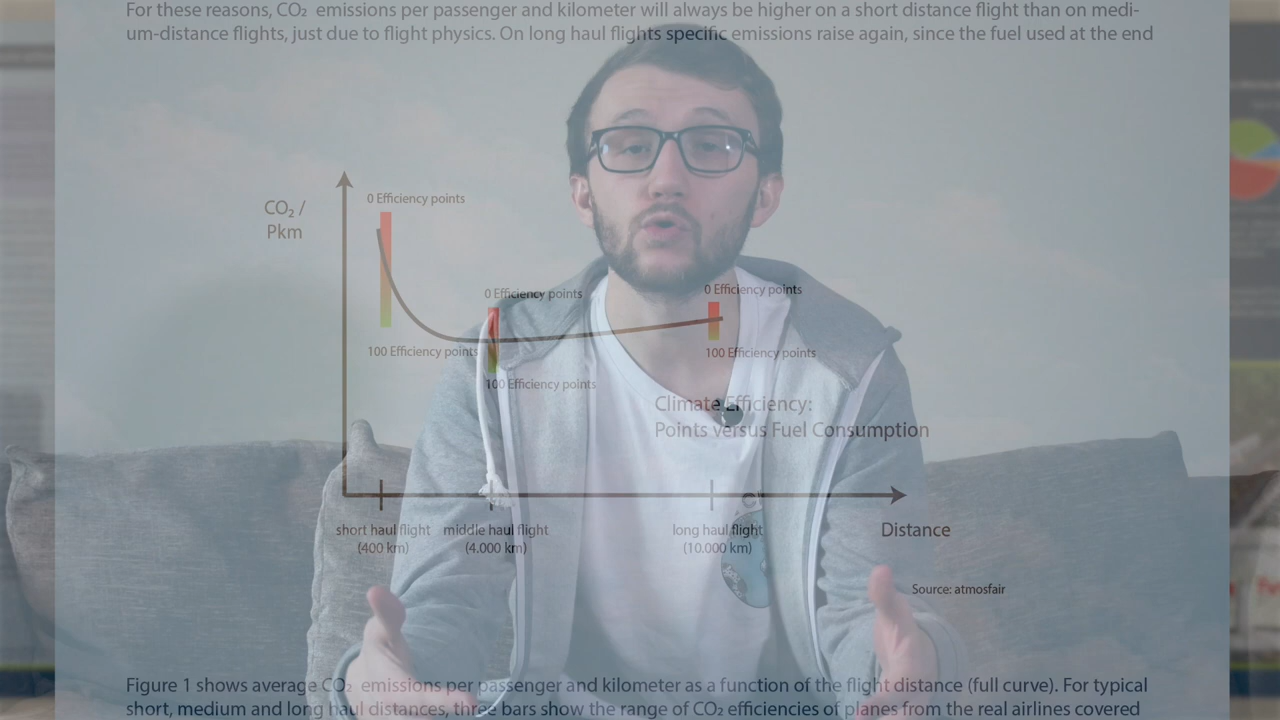 For these reasons, CO₂ emissions per passenger and kilometer will always be higher on a short distance flight than on medi-
um-distance flights, just due to flight physics. On long haul flights specific emissions raise again, since the fuel used at the end
0 Efficiency points
CO₂ /
Pkm
0 Efficiency points
0 Efficiency points
100 Efficiency points
100 Efficiency points
100 Efficiency points
Climate Efficiency:
Points versus Fuel Consumption
short haul flight
(400 km)
middle haul flight
(4.000 km)
long haul flight
(10.000 km)
Distance
Source: atmosfair
Figure 1 shows average CO₂ emissions per passenger and kilometer as a function of the flight distance (full curve). For typical
short, medium and long haul distances, three bars show the range of CO₂ efficiencies of planes from the real airlines covered